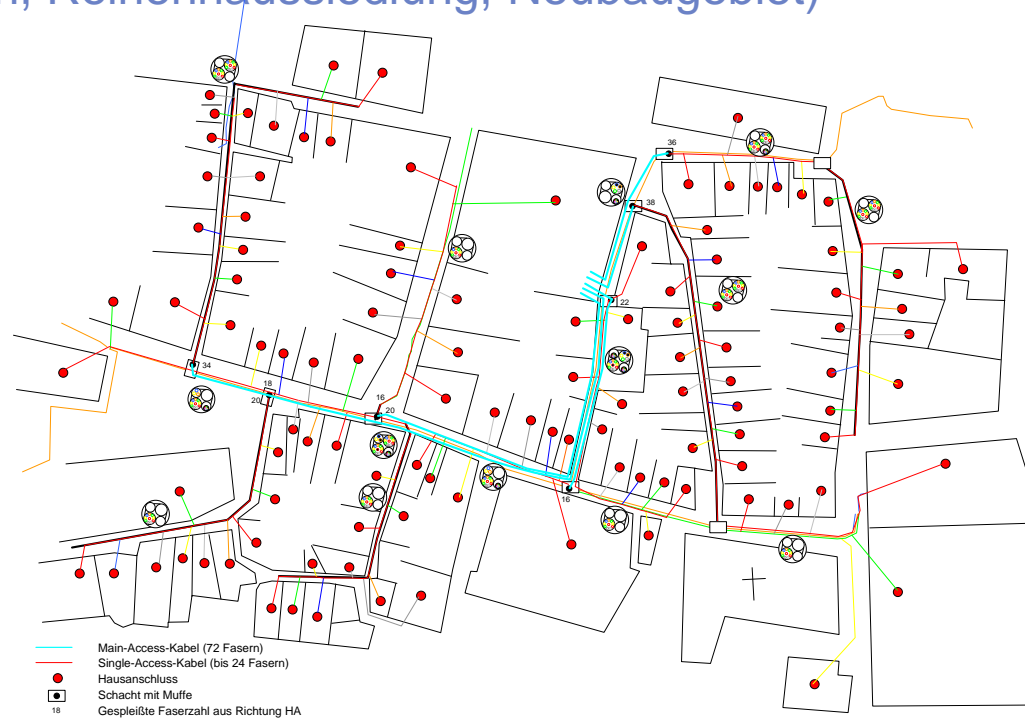 Reihenhaussiedlung, Neubaugebiet)
36
38
22
34
18
20
16
20
16
Main-Access-Kabel (72 Fasern)
Single-Access-Kabel (bis 24 Fasern)
Hausanschluss
Schacht mit Muffe
18 Gespleißte Faserzahl aus Richtung HA